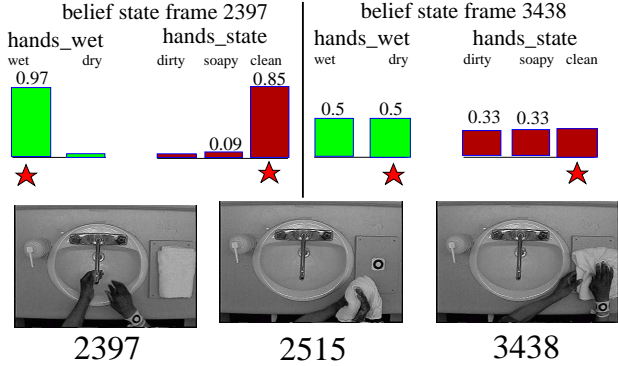 belief state frame 2397
hands_wet hands_state
wet dry dirty soapy clean
0.97 0.09 0.85
belief state frame 3438
hands_wet hands_state
wet dry dirty soapy clean
0.5 0.5 0.33 0.33
2397 2515 3438